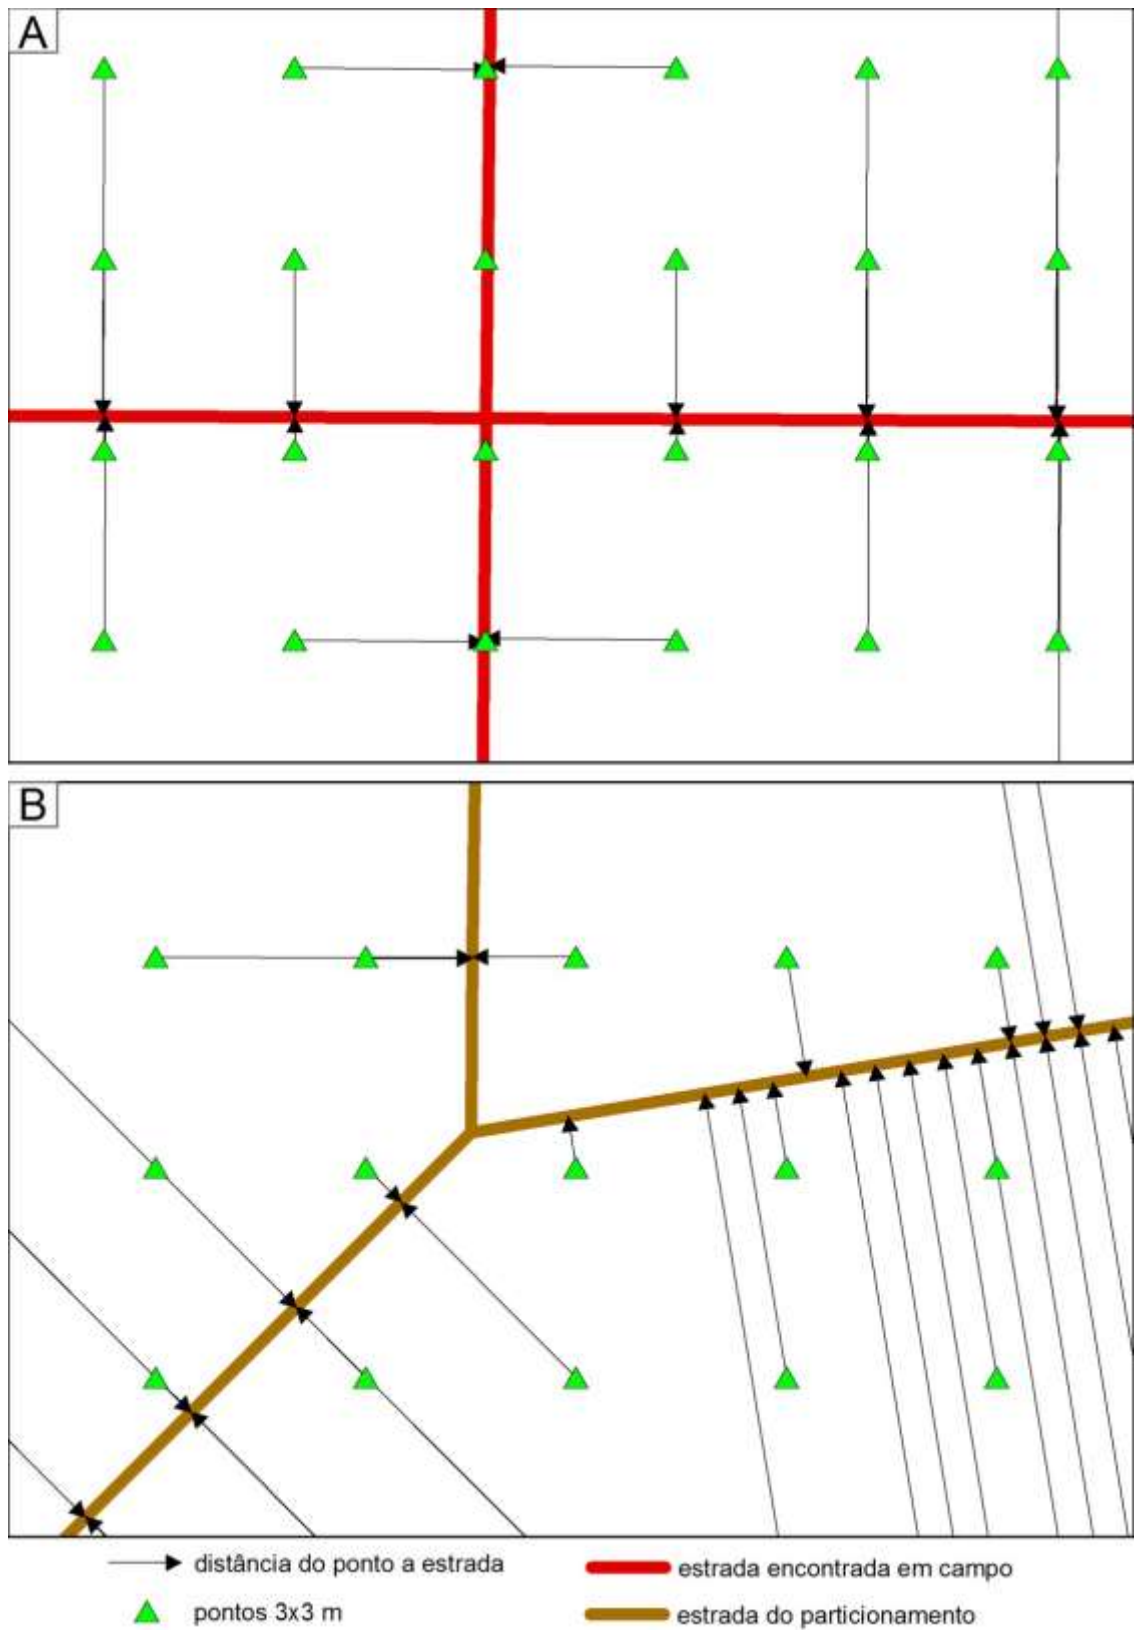 A
B
distância do ponto a estrada
estrada encontrada em campo
pontos 3x3 m
estrada do particionamento